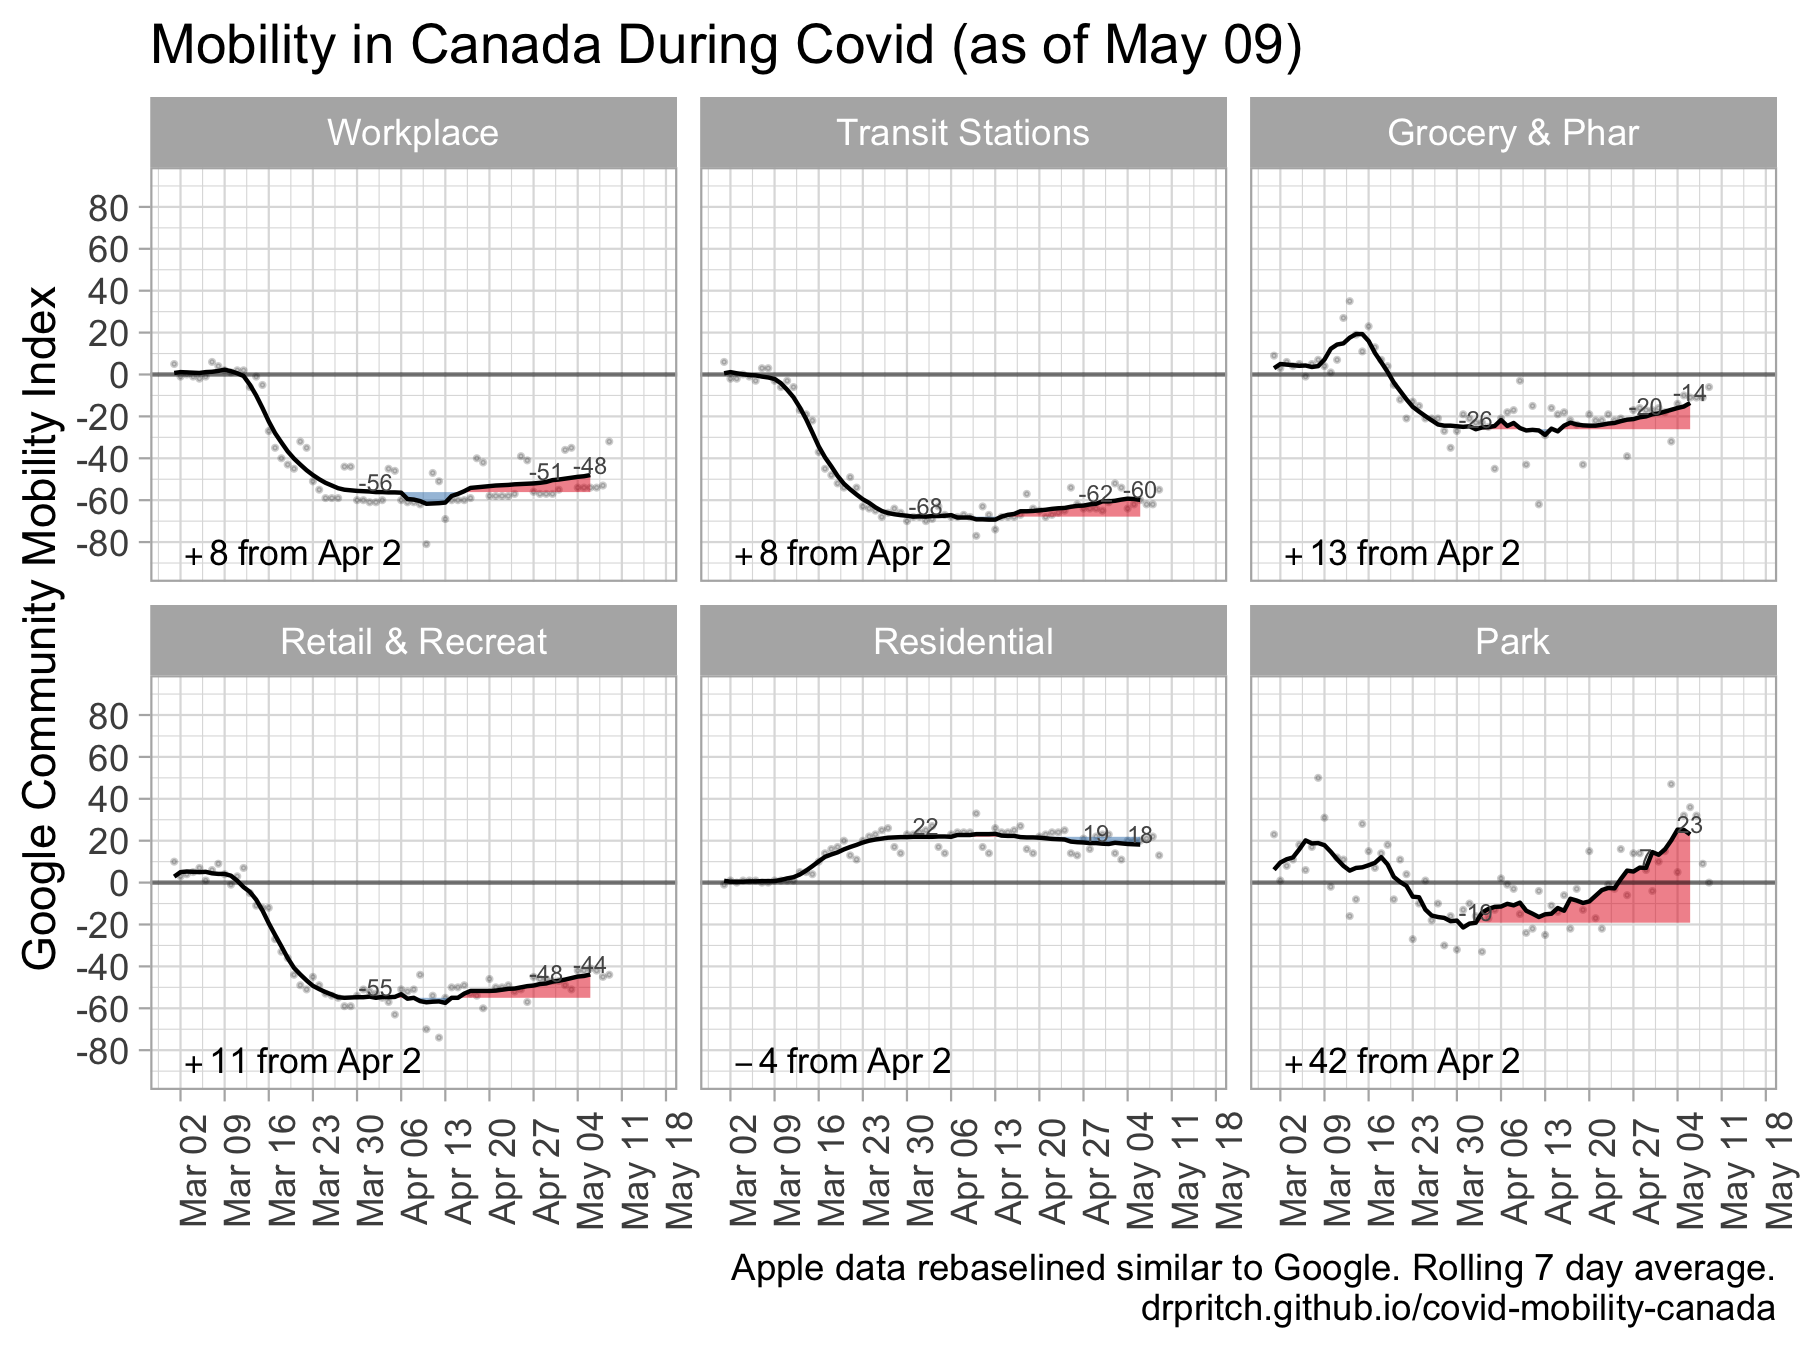 Mobility in Canada During Covid (as of May 09)
Google Community Mobility Index
Workplace
Transit Stations
Grocery & Phar
80
60
40
20
0
-20
-40
-60
-80
-56
-51
-48
+ 8 from Apr 2
-68
-62
-60
+ 8 from Apr 2
-26
-20
-14
+ 13 from Apr 2
Retail & Recreat
Residential
Park
80
60
40
20
0
-20
-40
-60
-80
-55
-48
-44
+ 11 from Apr 2
22
19
18
− 4 from Apr 2
-19
7
23
+ 42 from Apr 2
Mar 02
Mar 09
Mar 16
Mar 23
Mar 30
Apr 06
Apr 13
Apr 20
Apr 27
May 04
May 11
May 18
Mar 02
Mar 09
Mar 16
Mar 23
Mar 30
Apr 06
Apr 13
Apr 20
Apr 27
May 04
May 11
May 18
Mar 02
Mar 09
Mar 16
Mar 23
Mar 30
Apr 06
Apr 13
Apr 20
Apr 27
May 04
May 11
May 18
Apple data rebaselined similar to Google. Rolling 7 day average.
drpritch.github.io/covid-mobility-canada